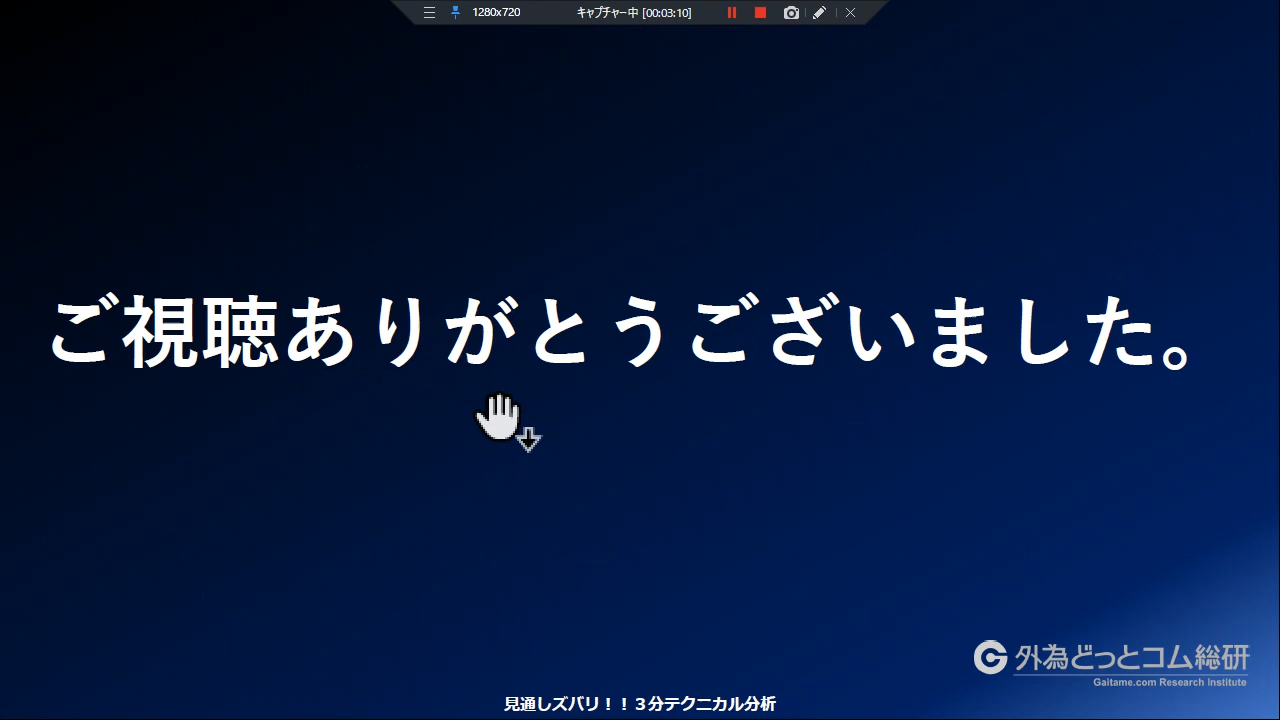 1280x720 キャプチャー中 [00:03:10]
ご視聴ありがとうございました。
外為どっとコム総研
Gaitame.com Research Institute
見通しズバリ！！３分テクニカル分析